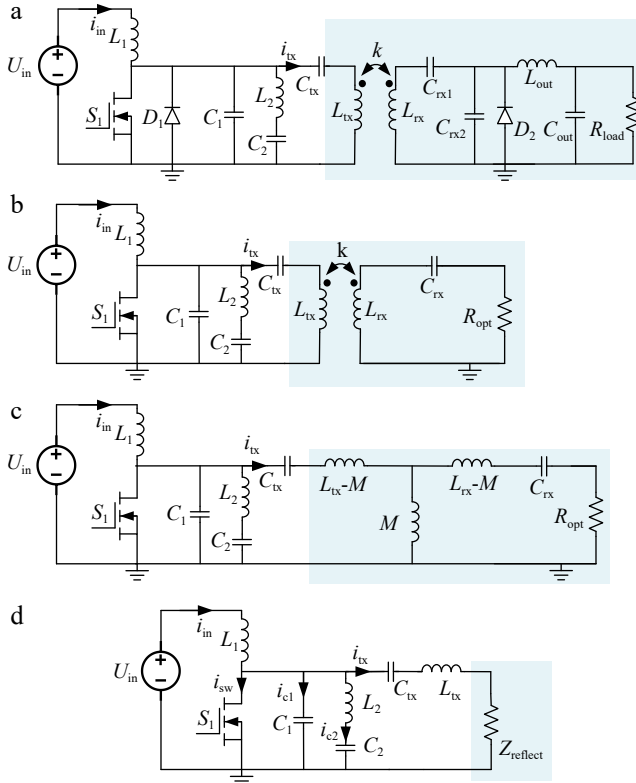 a
i_in
L_1
U_in
S_1
D_1
C_1
L_2
C_2
i_tx
C_tx
k
L_tx
L_rx
C_rx1
C_rx2
D_2
L_out
C_out
R_load
b
i_in
L_1
U_in
S_1
C_1
L_2
C_2
i_tx
C_tx
k
L_tx
L_rx
C_rx
R_opt
c
i_in
L_1
U_in
S_1
C_1
L_2
C_2
i_tx
C_tx
L_tx-M
M
L_rx-M
C_rx
R_opt
d
i_in
L_1
U_in
i_sw
S_1
i_c1
C_1
L_2
i_c2
C_2
i_tx
C_tx
L_tx
Z_reflect